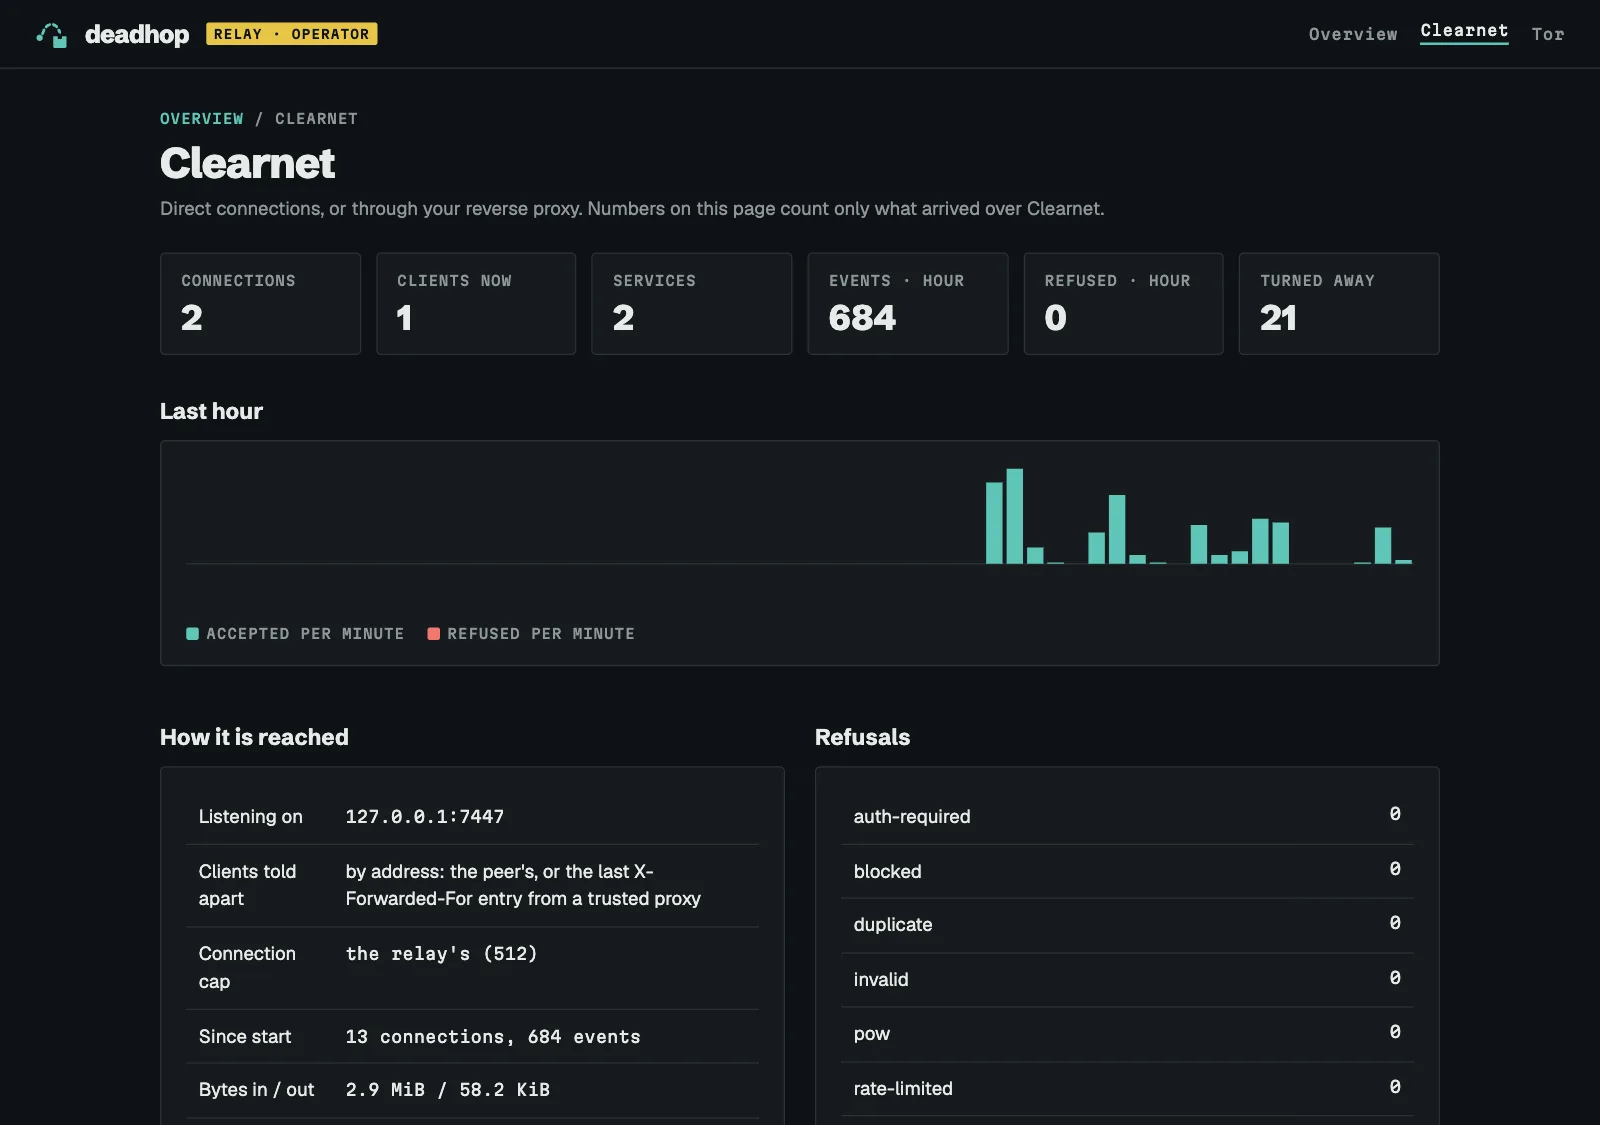 deadhop
RELAY · OPERATOR
Overview
Clearnet
Tor
OVERVIEW / CLEARNET
Clearnet
Direct connections, or through your reverse proxy. Numbers on this page count only what arrived over Clearnet.
CONNECTIONS
2
CLIENTS NOW
1
SERVICES
2
EVENTS · HOUR
684
REFUSED · HOUR
0
TURNED AWAY
21
Last hour
ACCEPTED PER MINUTE
REFUSED PER MINUTE
How it is reached
Listening on 127.0.0.1:7447
Clients told apart
by address: the peer's, or the last X-
Forwarded-For entry from a trusted proxy
Connection cap
the relay's (512)
Since start 13 connections, 684 events
Bytes in / out 2.9 MiB / 58.2 KiB
Refusals
auth-required 0
blocked 0
duplicate 0
invalid 0
pow 0
rate-limited 0